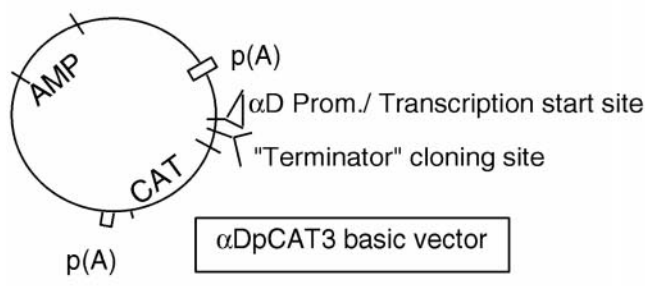 p(A)
AMP
αD Prom./ Transcription start site
"Terminator" cloning site
CAT
αDpCAT3 basic vector
p(A)